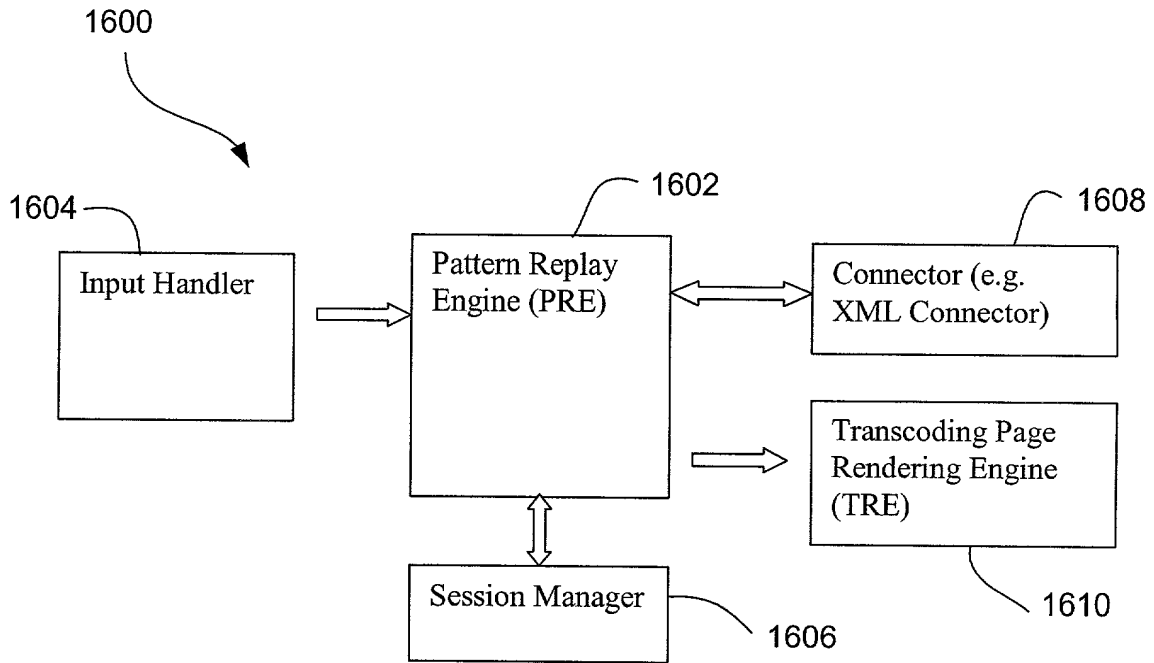 1600
1602
1608
1604
Input Handler
Pattern Replay
Engine (PRE)
Connector (e.g.
XML Connector)
Transcoding Page
Rendering Engine
(TRE)
Session Manager
1606
1610